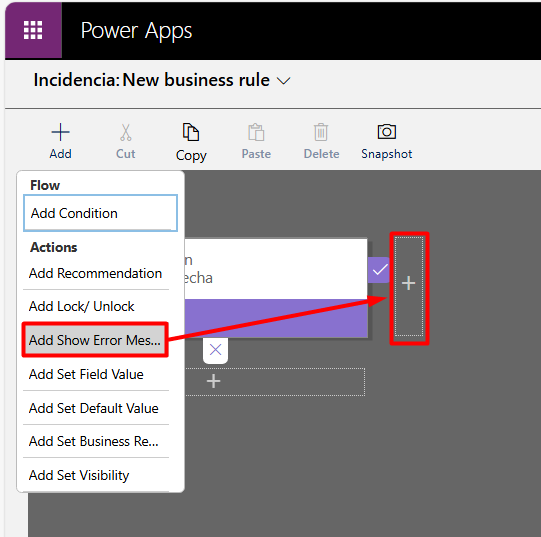 Power Apps
Incidencia: New business rule
Add
Cut
Copy
Paste
Delete
Snapshot
Flow
Add Condition
Actions
Add Recommendation
Add Lock/ Unlock
Add Show Error Mes...
Add Set Field Value
Add Set Default Value
Add Set Business Re...
Add Set Visibility